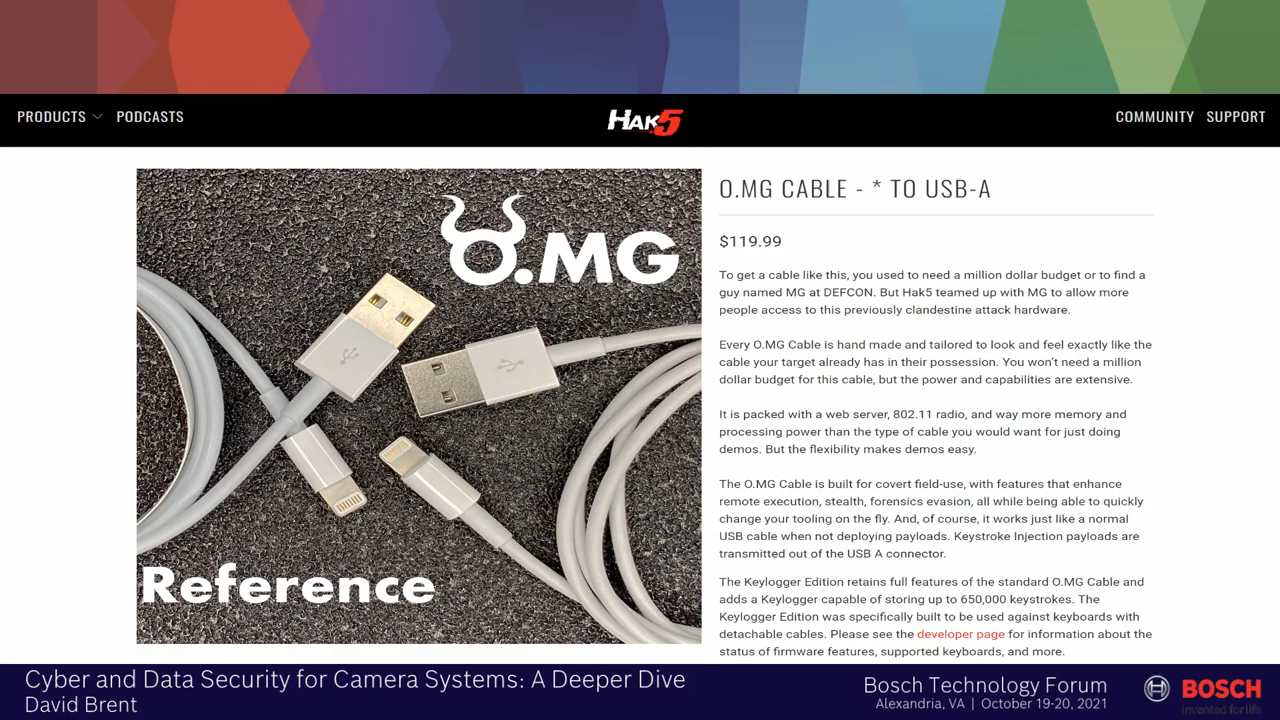 PRODUCTS
PODCASTS
HAK5
COMMUNITY
SUPPORT
O.MG
Reference
O.MG CABLE - * TO USB-A
$119.99
To get a cable like this, you used to need a million dollar budget or to find a
guy named MG at DEFCON. But Hak5 teamed up with MG to allow more
people access to this previously clandestine attack hardware.
Every O.MG Cable is hand made and tailored to look and feel exactly like the
cable your target already has in their possession. You won't need a million
dollar budget for this cable, but the power and capabilities are extensive.
It is packed with a web server, 802.11 radio, and way more memory and
processing power than the type of cable you would want for just doing
demos. But the flexibility makes demos easy.
The O.MG Cable is built for covert field-use, with features that enhance
remote execution, stealth, forensics evasion, all while being able to quickly
change your tooling on the fly. And, of course, it works just like a normal
USB cable when not deploying payloads. Keystroke Injection payloads are
transmitted out of the USB A connector.
The Keylogger Edition retains full features of the standard O.MG Cable and
adds a Keylogger capable of storing up to 650,000 keystrokes. The
Keylogger Edition was specifically built to be used against keyboards with
detachable cables. Please see the developer page for information about the
status of firmware features, supported keyboards, and more.
Cyber and Data Security for Camera Systems: A Deeper Dive
David Brent
Bosch Technology Forum
Alexandria, VA | October 19-20, 2021
BOSCH
Invented for life